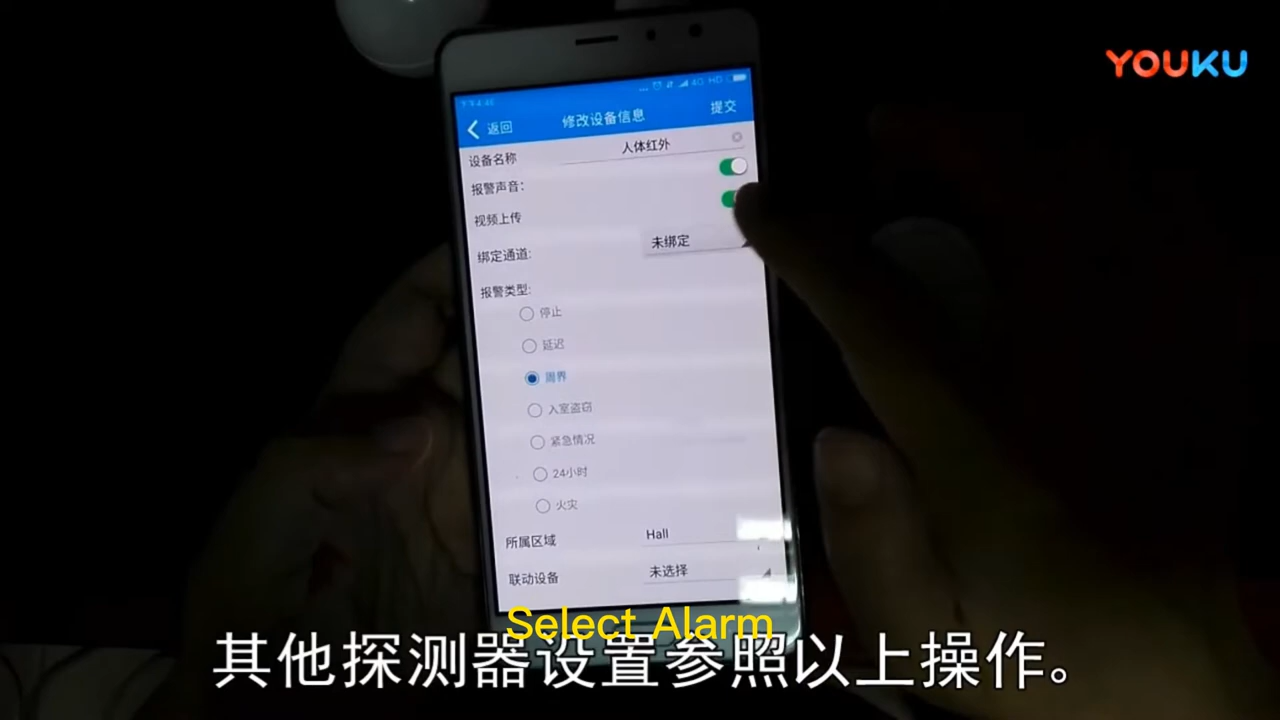 YOUKU
4G HD
返回 修改设备信息 提交
设备名称 人体红外
报警声音:
视频上传
绑定通道: 未绑定
报警类型:
停止
延迟
周界
入室盗窃
紧急情况
24小时
火灾
所属区域 Hall
联动设备 未选择
Select Alarm
其他探测器设置参照以上操作。